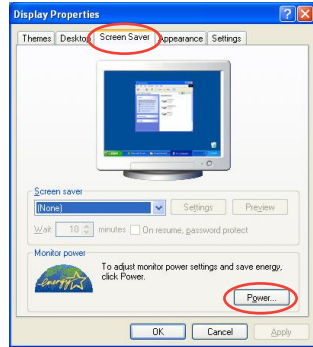 Display Properties
Themes Desktop Screen Saver Appearance Settings
Screen saver
(None) Settings Preview
Wait: 10 minutes On resume, password protect
Monitor power
To adjust monitor power settings and save energy,
click Power.
energy
Power...
OK Cancel Apply